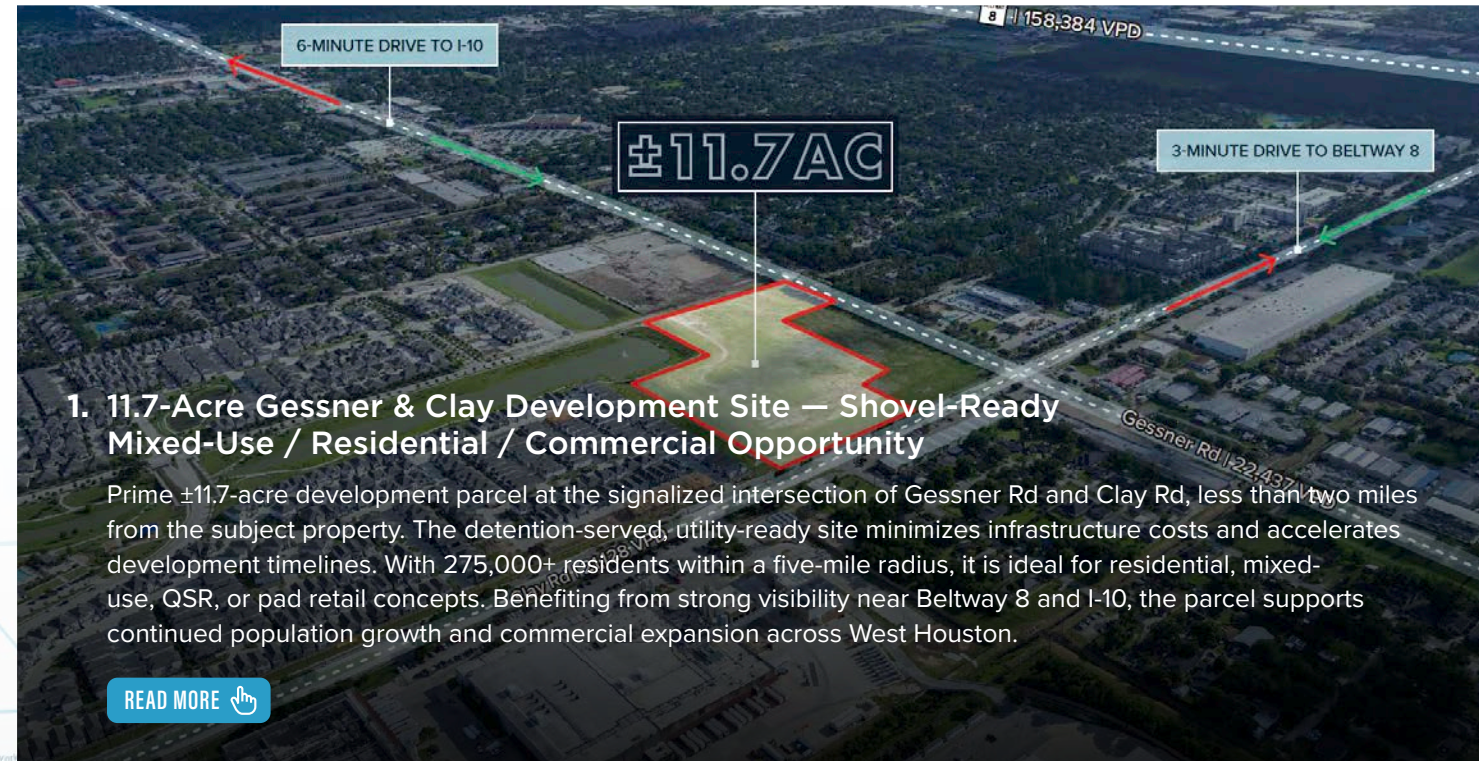 8 | 158,384 VPD
6-MINUTE DRIVE TO I-10
±11.7AC
3-MINUTE DRIVE TO BELTWAY 8
1. 11.7-Acre Gessner & Clay Development Site — Shovel-Ready
Mixed-Use / Residential / Commercial Opportunity
Gessner Rd | 22,437 VPD
Prime ±11.7-acre development parcel at the signalized intersection of Gessner Rd and Clay Rd, less than two miles
from the subject property. The detention-served, utility-ready site minimizes infrastructure costs and accelerates
development timelines. With 275,000+ residents within a five-mile radius, it is ideal for residential, mixed-
use, QSR, or pad retail concepts. Benefiting from strong visibility near Beltway 8 and I-10, the parcel supports
continued population growth and commercial expansion across West Houston.
READ MORE